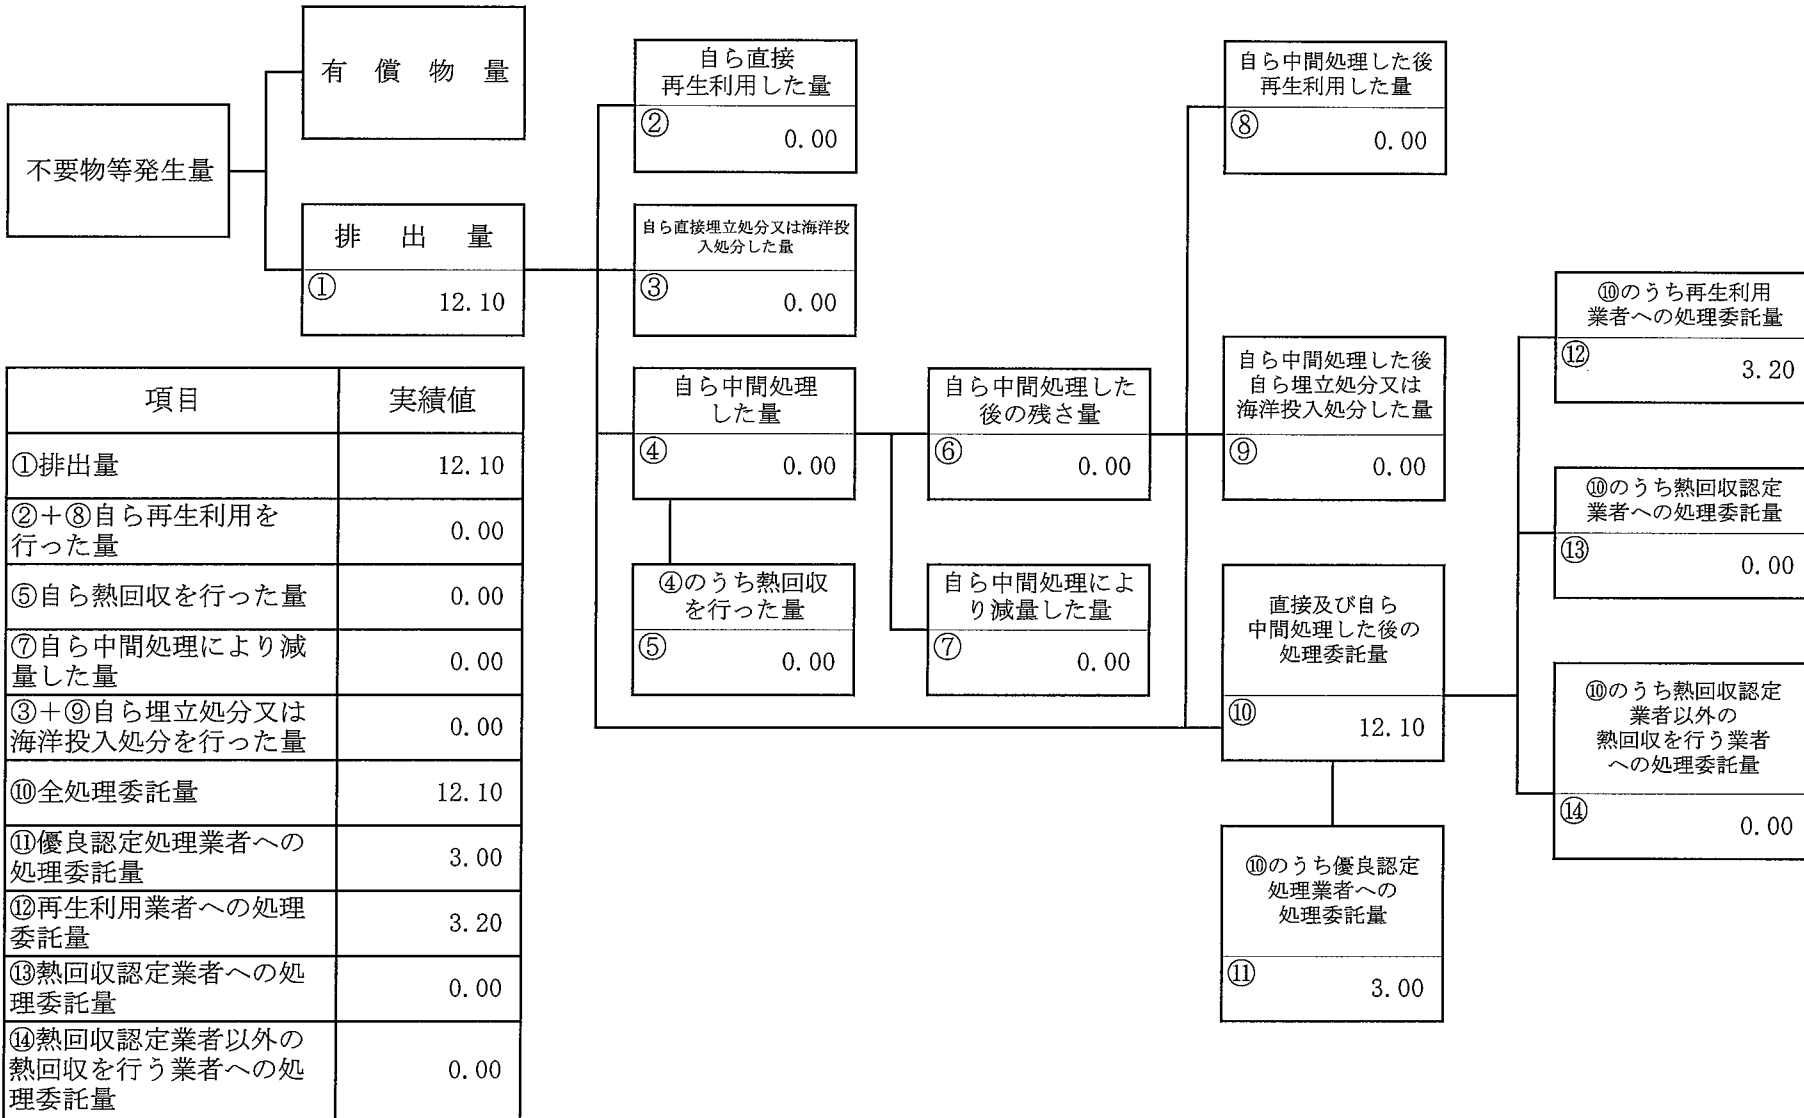 有償物量
不要物等発生量
排出量
①
12.10
自ら直接
再生利用した量
②
0.00
自ら直接埋立処分又は海洋投
入処分した量
③
0.00
自ら中間処理
した量
④
0.00
④のうち熱回収
を行った量
⑤
0.00
自ら中間処理した
後の残さ量
⑥
0.00
自ら中間処理によ
り減量した量
⑦
0.00
自ら中間処理した後
再生利用した量
⑧
0.00
自ら中間処理した後
自ら埋立処分又は
海洋投入処分した量
⑨
0.00
直接及び自ら
中間処理した後の
処理委託量
⑩
12.10
⑩のうち優良認定
処理業者への
処理委託量
⑪
3.00
⑩のうち再生利用
業者への処理委託量
⑫
3.20
⑩のうち熱回収認定
業者への処理委託量
⑬
0.00
⑩のうち熱回収認定
業者以外の
熱回収を行う業者
への処理委託量
⑭
0.00
項目 実績値
①排出量 12.10
②+⑧自ら再生利用を
行った量 0.00
⑤自ら熱回収を行った量 0.00
⑦自ら中間処理により減
量した量 0.00
③+⑨自ら埋立処分又は
海洋投入処分を行った量 0.00
⑩全処理委託量 12.10
⑪優良認定処理業者への
処理委託量 3.00
⑫再生利用業者への処理
委託量 3.20
⑬熱回収認定業者への処
理委託量 0.00
⑭熱回収認定業者以外の
熱回収を行う業者への処
理委託量 0.00